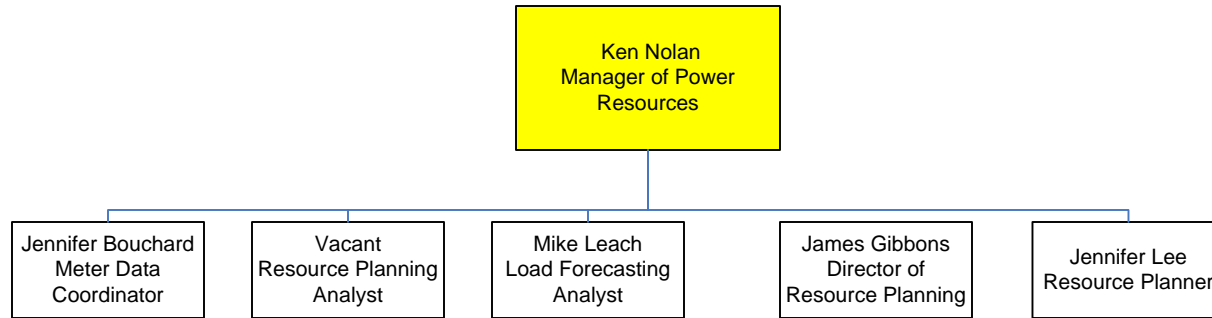 Ken Nolan
Manager of Power
Resources
Jennifer Bouchard
Meter Data
Coordinator
Vacant
Resource Planning
Analyst
Mike Leach
Load Forecasting
Analyst
James Gibbons
Director of
Resource Planning
Jennifer Lee
Resource Planner